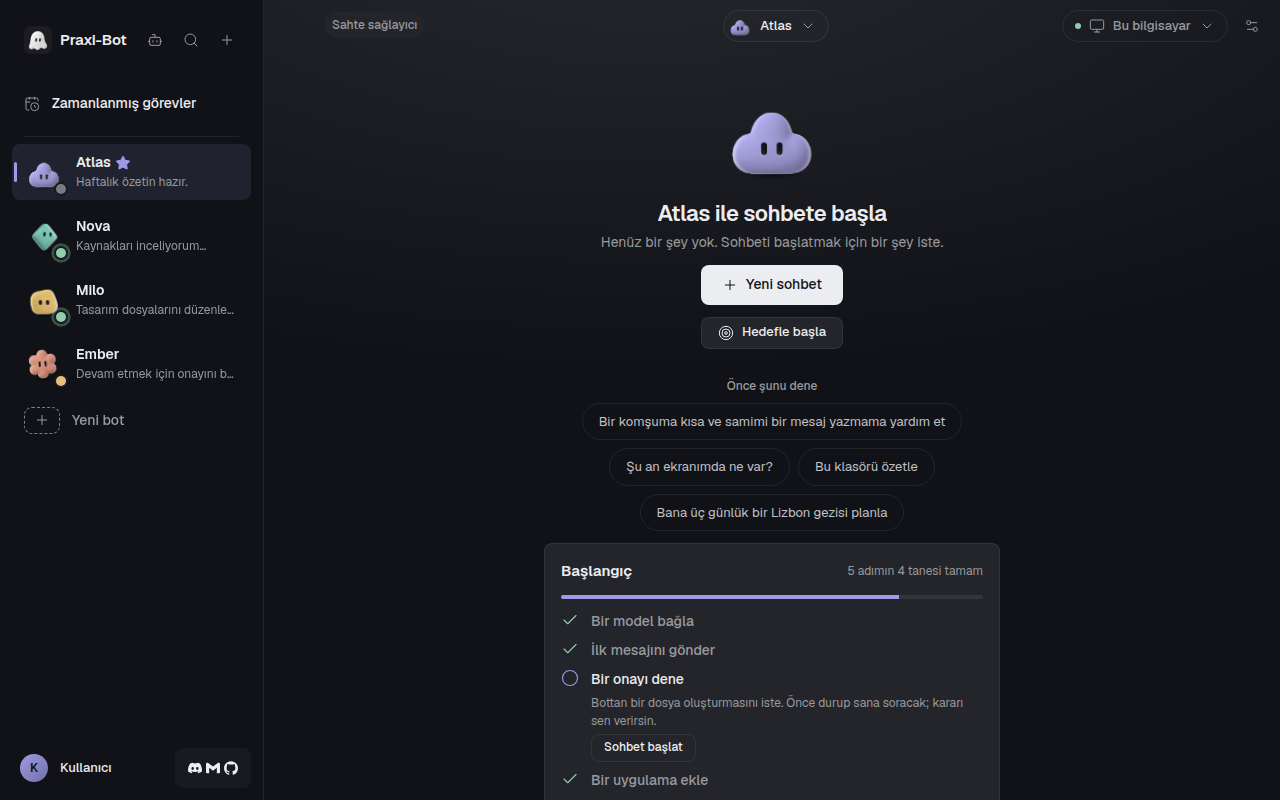 Praxi-Bot
Zamanlanmış görevler
Atlas
Haftalık özetin hazır.
Nova
Kaynakları inceliyorum...
Milo
Tasarım dosyalarını düzenle...
Ember
Devam etmek için onayını b...
Yeni bot
K
Kullanıcı
Sahte sağlayıcı
Atlas
Bu bilgisayar
Atlas ile sohbete başla
Henüz bir şey yok. Sohbeti başlatmak için bir şey iste.
Yeni sohbet
Hedefle başla
Önce şunu dene
Bir komşuma kısa ve samimi bir mesaj yazmama yardım et
Şu an ekranımda ne var?
Bu klasörü özetle
Bana üç günlük bir Lizbon gezisi planla
Başlangıç
5 adımın 4 tanesi tamam
Bir model bağla
İlk mesajını gönder
Bir onayı dene
Bottan bir dosya oluşturmasını iste. Önce durup sana soracak; kararı
sen verirsin.
Sohbet başlat
Bir uygulama ekle